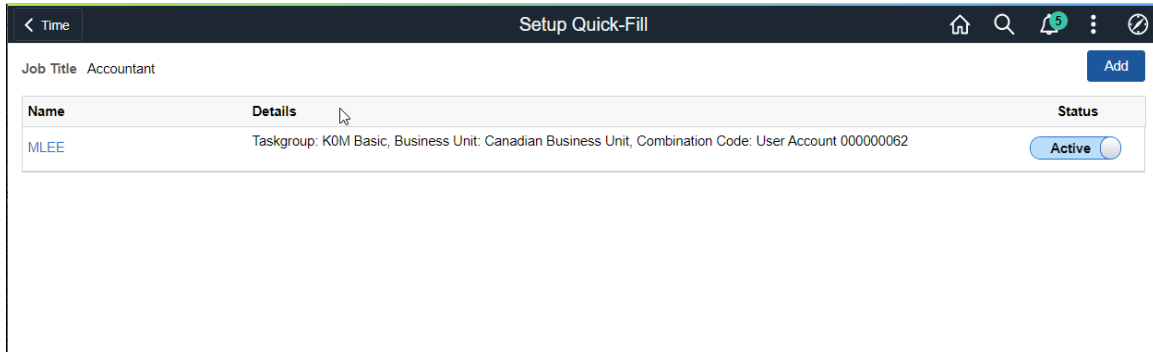 Time
Setup Quick-Fill
5
Job Title Accountant
Add
Name Details Status
MLEE Taskgroup: K0M Basic, Business Unit: Canadian Business Unit, Combination Code: User Account 000000062 Active